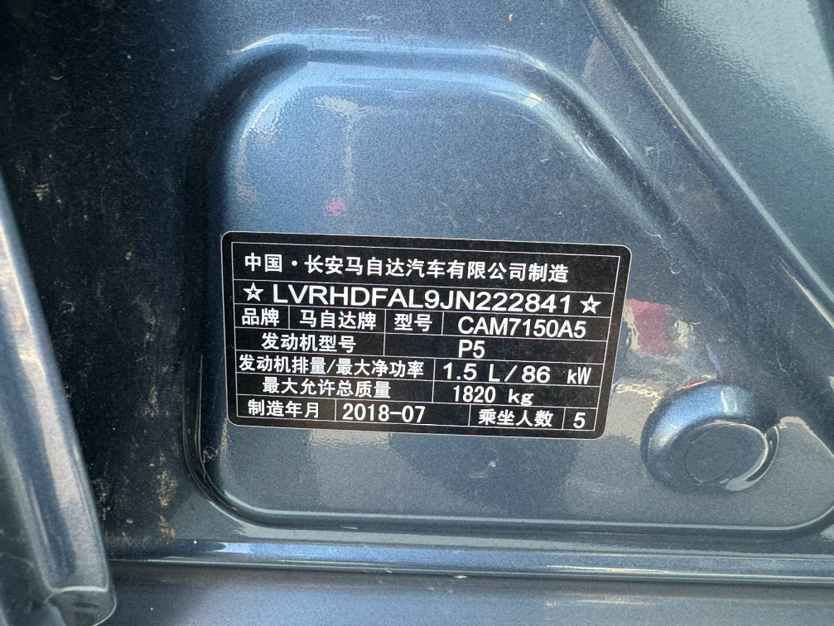 中国·长安马自达汽车有限公司制造
☆ LVRHDFAL9JN222841 ☆
品牌 马自达牌 型号 CAM7150A5
发动机型号 P5
发动机排量/最大净功率 1.5 L/86 kW
最大允许总质量 1820 kg
制造年月 2018-07 乘坐人数 5